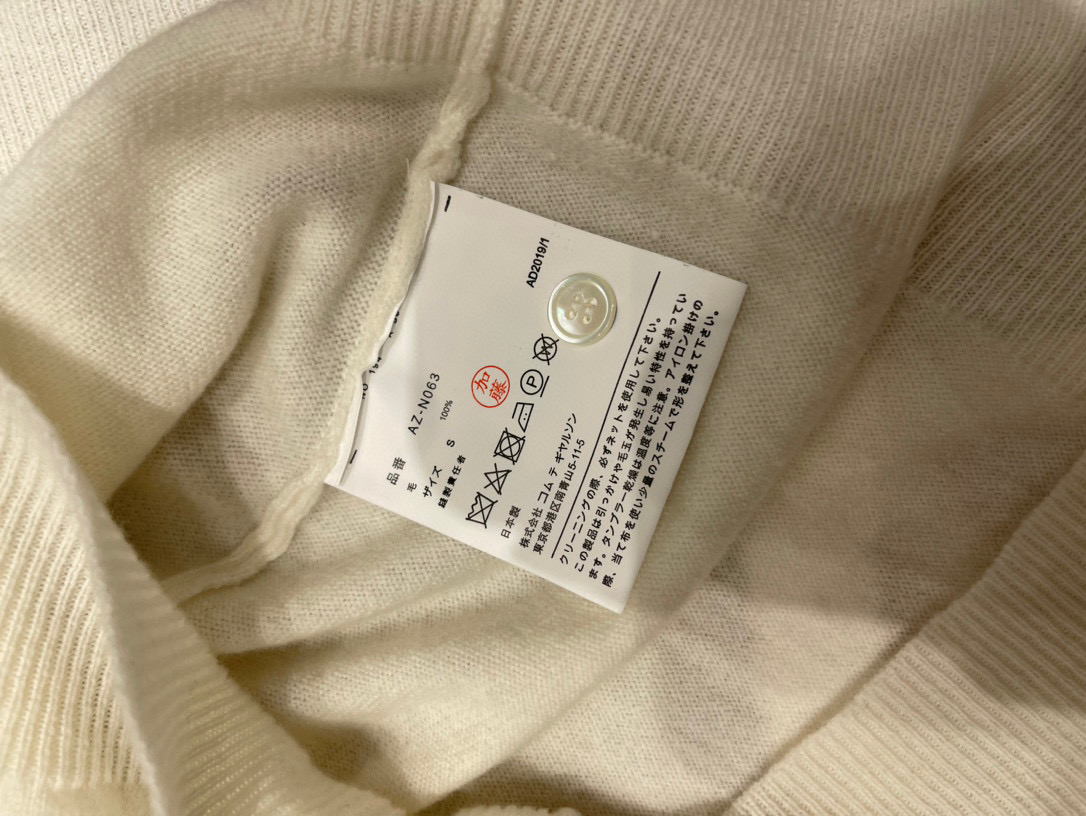 品番 AZ-N063
毛 100%
サイズ S
縫製責任者 加藤
P
日本製
株式会社 コム デ ギャルソン
東京都港区南青山5-11-5
AD2019/1
クリーニングの際、必ずネットを使用して下さい。
この製品は引っかけや毛玉が発生し易い特性を持ってい
ます。タンブラー乾燥は温度等に注意。アイロン掛けの
際、当て布を使い少量のスチームで形を整えて下さい。